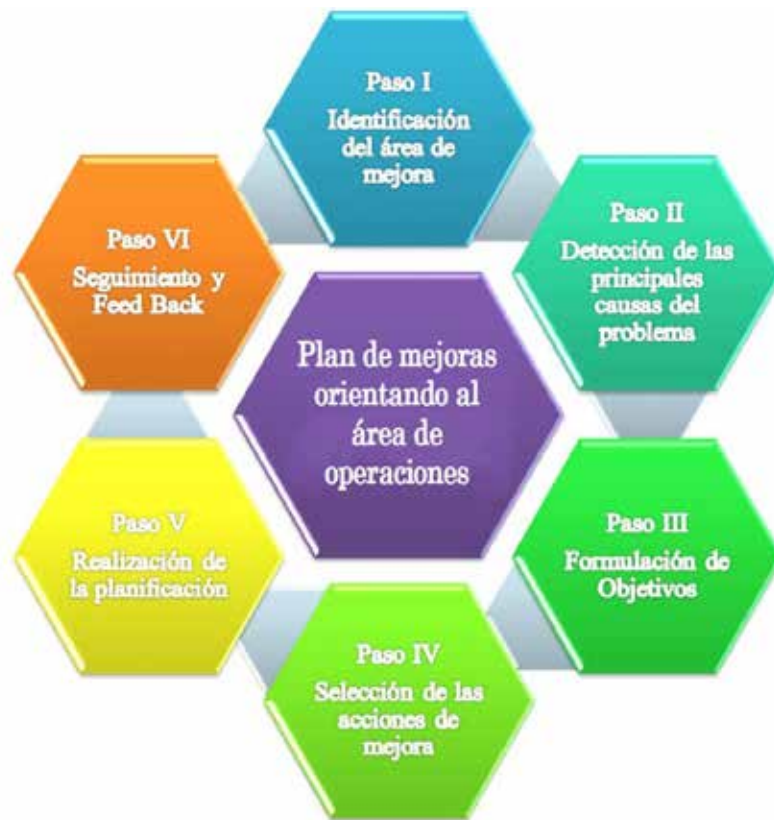 Paso I
Identificación
del área de
mejora
Paso II
Detección de las
principales
causas del
problema
Paso III
Formulación de
Objetivos
Paso IV
Selección de las
acciones de
mejora
Paso V
Realización de
la planificación
Paso VI
Seguimiento y
Feed Back
Plan de mejoras
orientando al
área de
operaciones